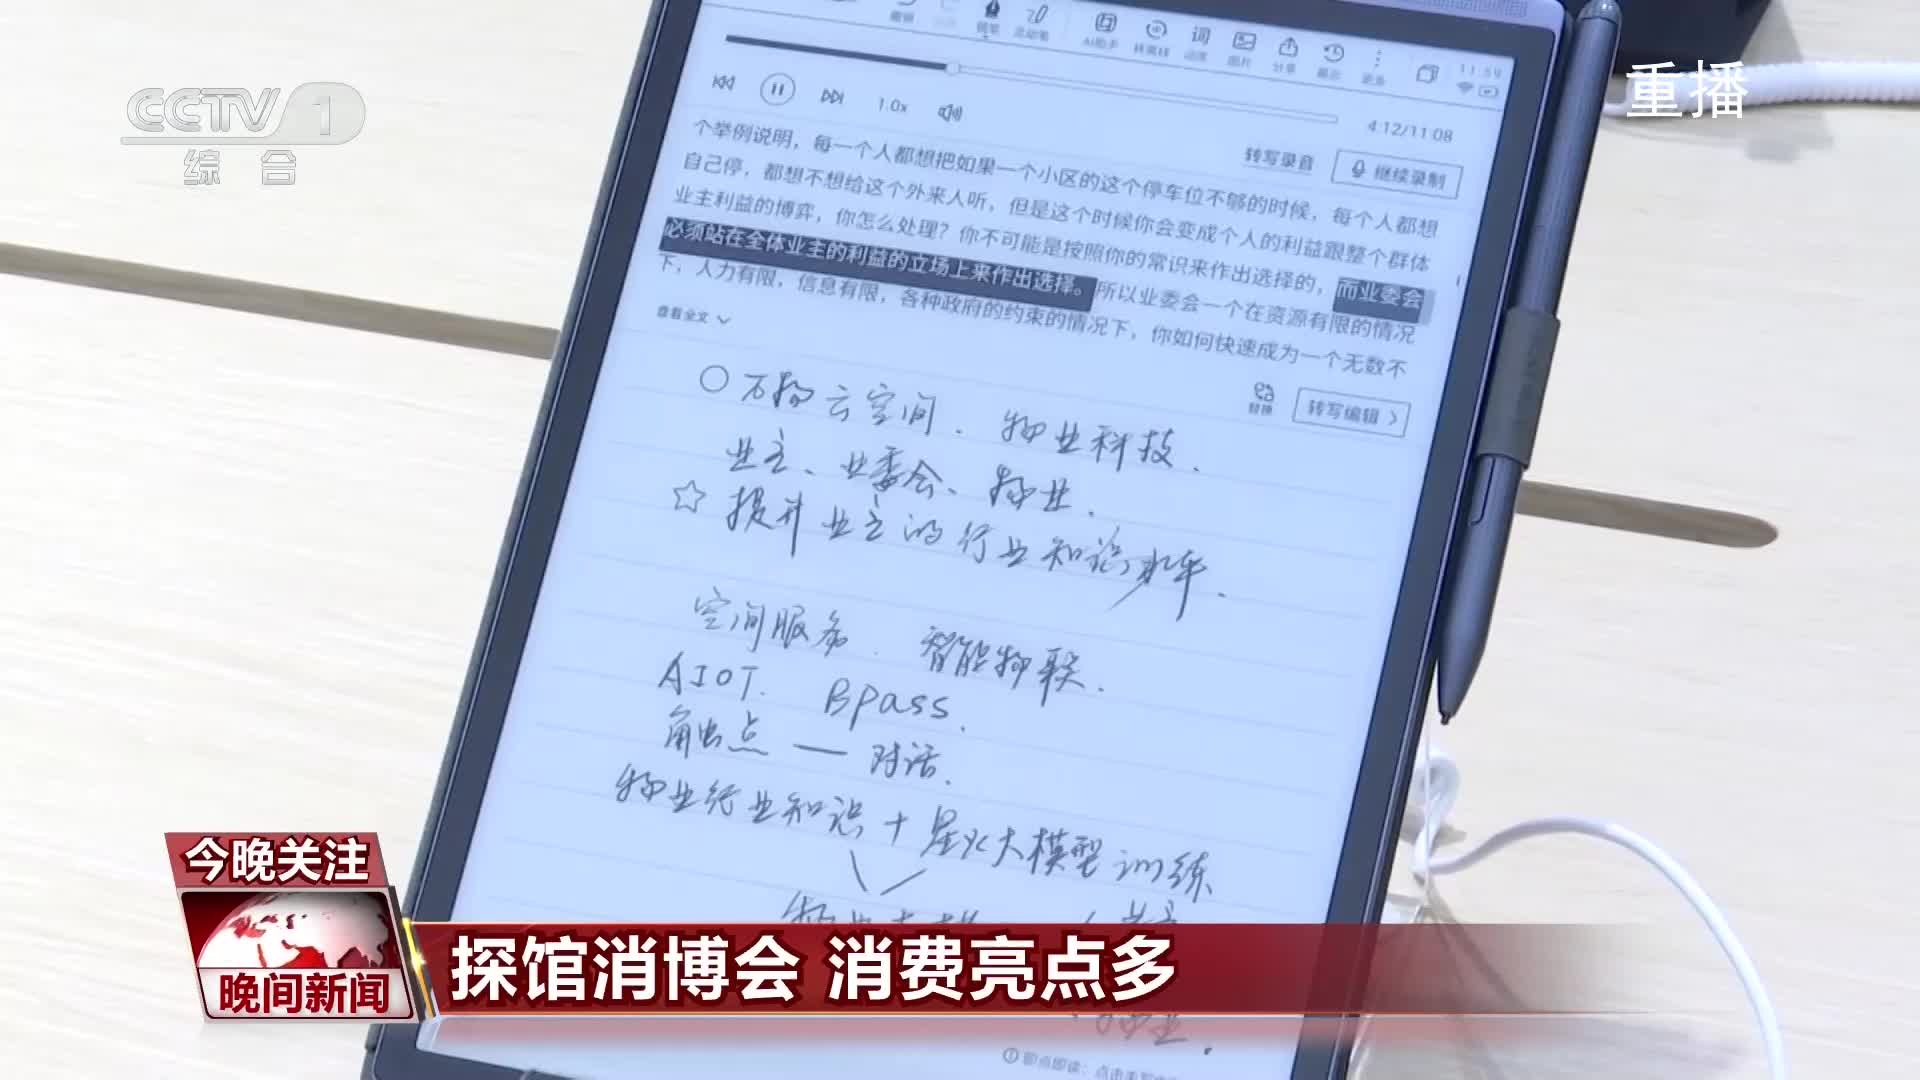 CCTV 1
综 合
重播
AI助手
词
图片
分享
更多
11:59
1.0x
4:12/11:08
转写录音
继续录制
个举例说明，每一个人都想把如果一个小区的这个停车位不够的时候，每个人都想
自己停，都想不想给这个外来人听，但是这个时候你会变成个人的利益跟整个群体
业主利益的博弈，你怎么处理？你不可能是按照你的常识来作出选择的，而业委会
必须站在全体业主的利益的立场上来作出选择。所以业委会一个在资源有限的情况
下，人力有限，信息有限，各种政府的约束的情况下，你如何快速成为一个无数不
查看全文
替换
转写编辑
万物云空间. 物业科技.
业主、业委会、物业.
☆ 提升业主的行业知识水平.
空间服务. 智能物联.
AIOT. Bpass.
触点 — 对话.
物业行业知识 + 星火大模型训练
今晚关注
晚间新闻
探馆消博会 消费亮点多